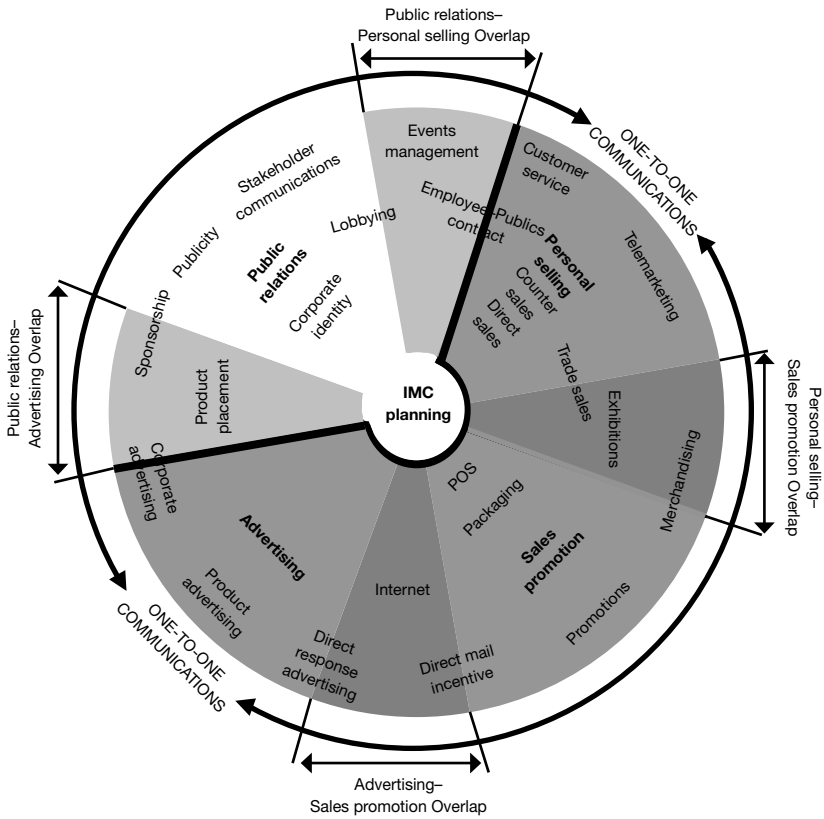 Public relations–
Personal selling Overlap
Events
management
ONE-TO-ONE
COMMUNICATIONS
Customer
service
Stakeholder
communications
Employee-Publics
contract
Lobbying
Publicity
Public
relations
Personal
selling
Counter
sales
Direct
sales
Telemarketing
Corporate
identity
Sponsorship
Public relations–
Advertising Overlap
Product
placement
IMC
planning
Trade sales
Exhibitions
Personal selling–
Sales promotion Overlap
Merchandising
Corporate
advertising
POS
Packaging
Advertising
Sales
promotion
Internet
Product
advertising
Promotions
ONE-TO-ONE
COMMUNICATIONS
Direct
response
advertising
Direct mail
incentive
Advertising–
Sales promotion Overlap